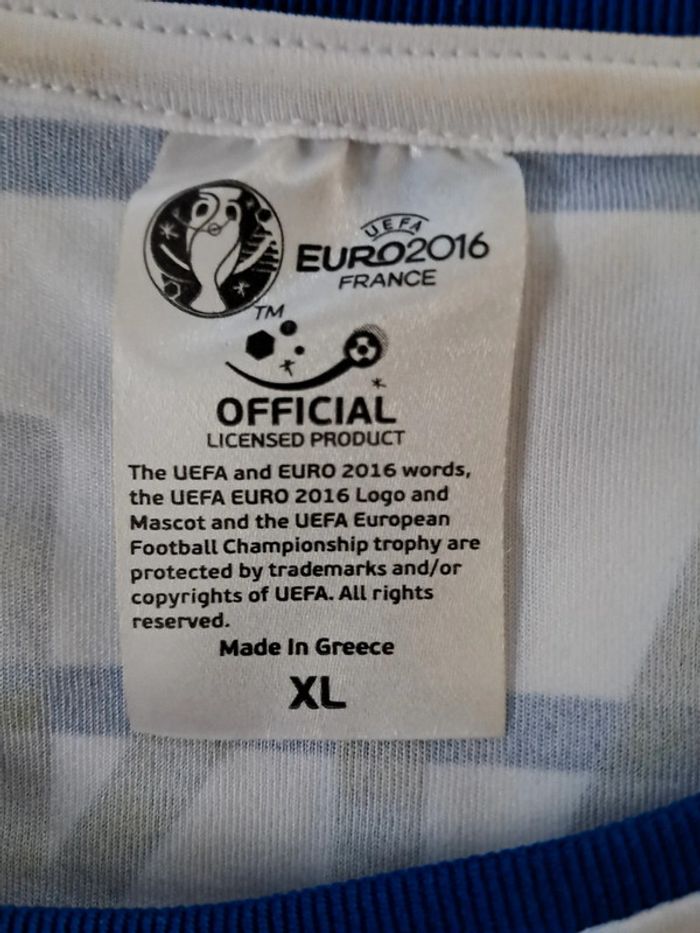 UEFA
EURO2016
FRANCE
TM
OFFICIAL
LICENSED PRODUCT
The UEFA and EURO 2016 words,
the UEFA EURO 2016 Logo and
Mascot and the UEFA European
Football Championship trophy are
protected by trademarks and/or
copyrights of UEFA. All rights
reserved.
Made In Greece
XL